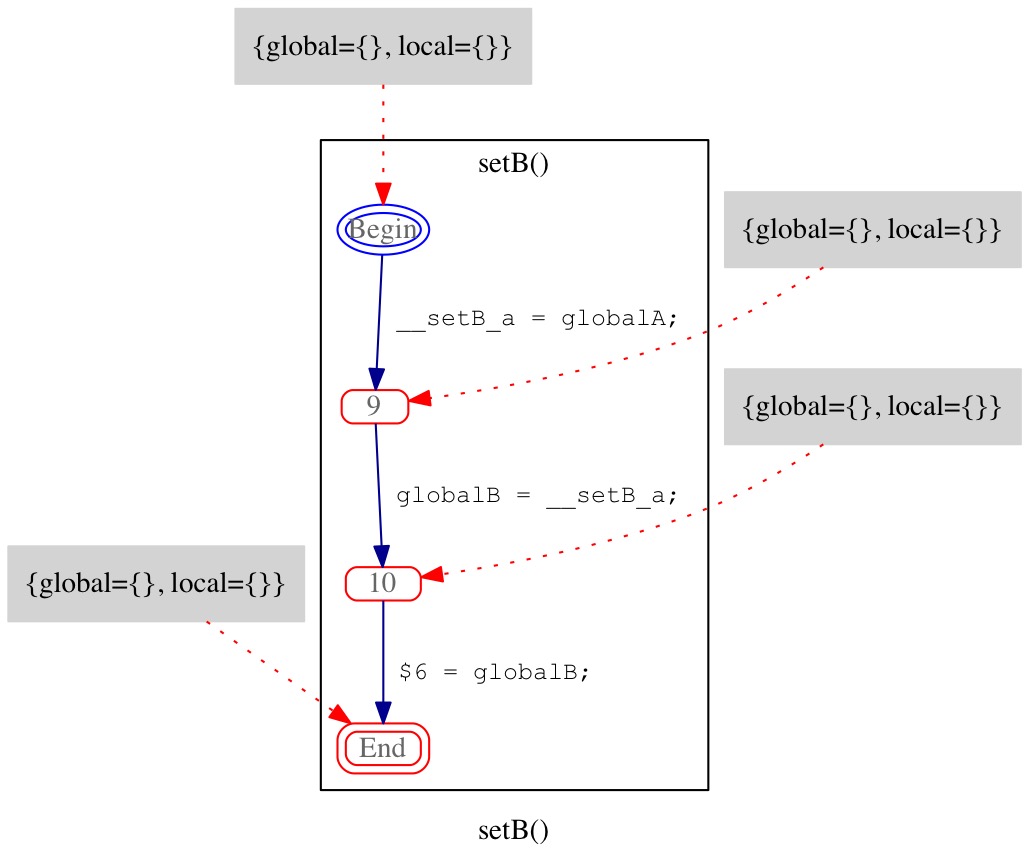 {global={}, local={}}
setB()
Begin
{global={}, local={}}
__setB_a = globalA;
9
{global={}, local={}}
globalB = __setB_a;
10
{global={}, local={}}
$6 = globalB;
End
setB()